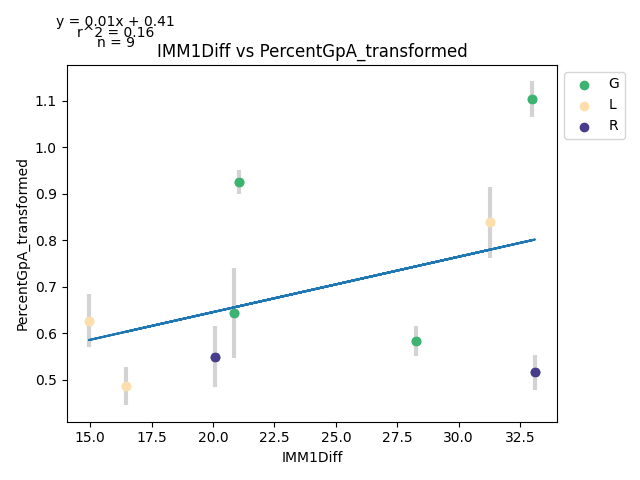 y = 0.01x + 0.41
r^2 = 0.16
n = 9
IMM1Diff vs PercentGpA_transformed
G
L
R
PercentGpA_transformed
1.1
1.0
0.9
0.8
0.7
0.6
0.5
15.0 17.5 20.0 22.5 25.0 27.5 30.0 32.5
IMM1Diff